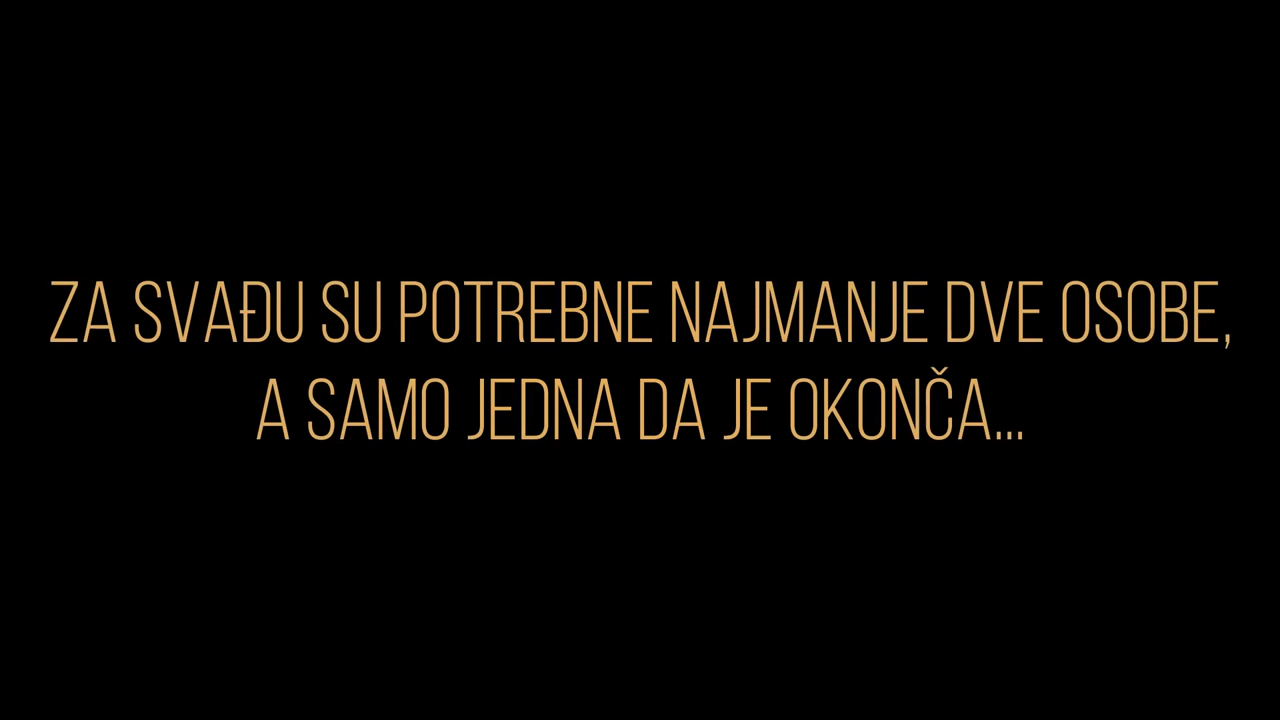 ZA SVAĐU SU POTREBNE NAJMANJE DVE OSOBE,
A SAMO JEDNA DA JE OKONČA...